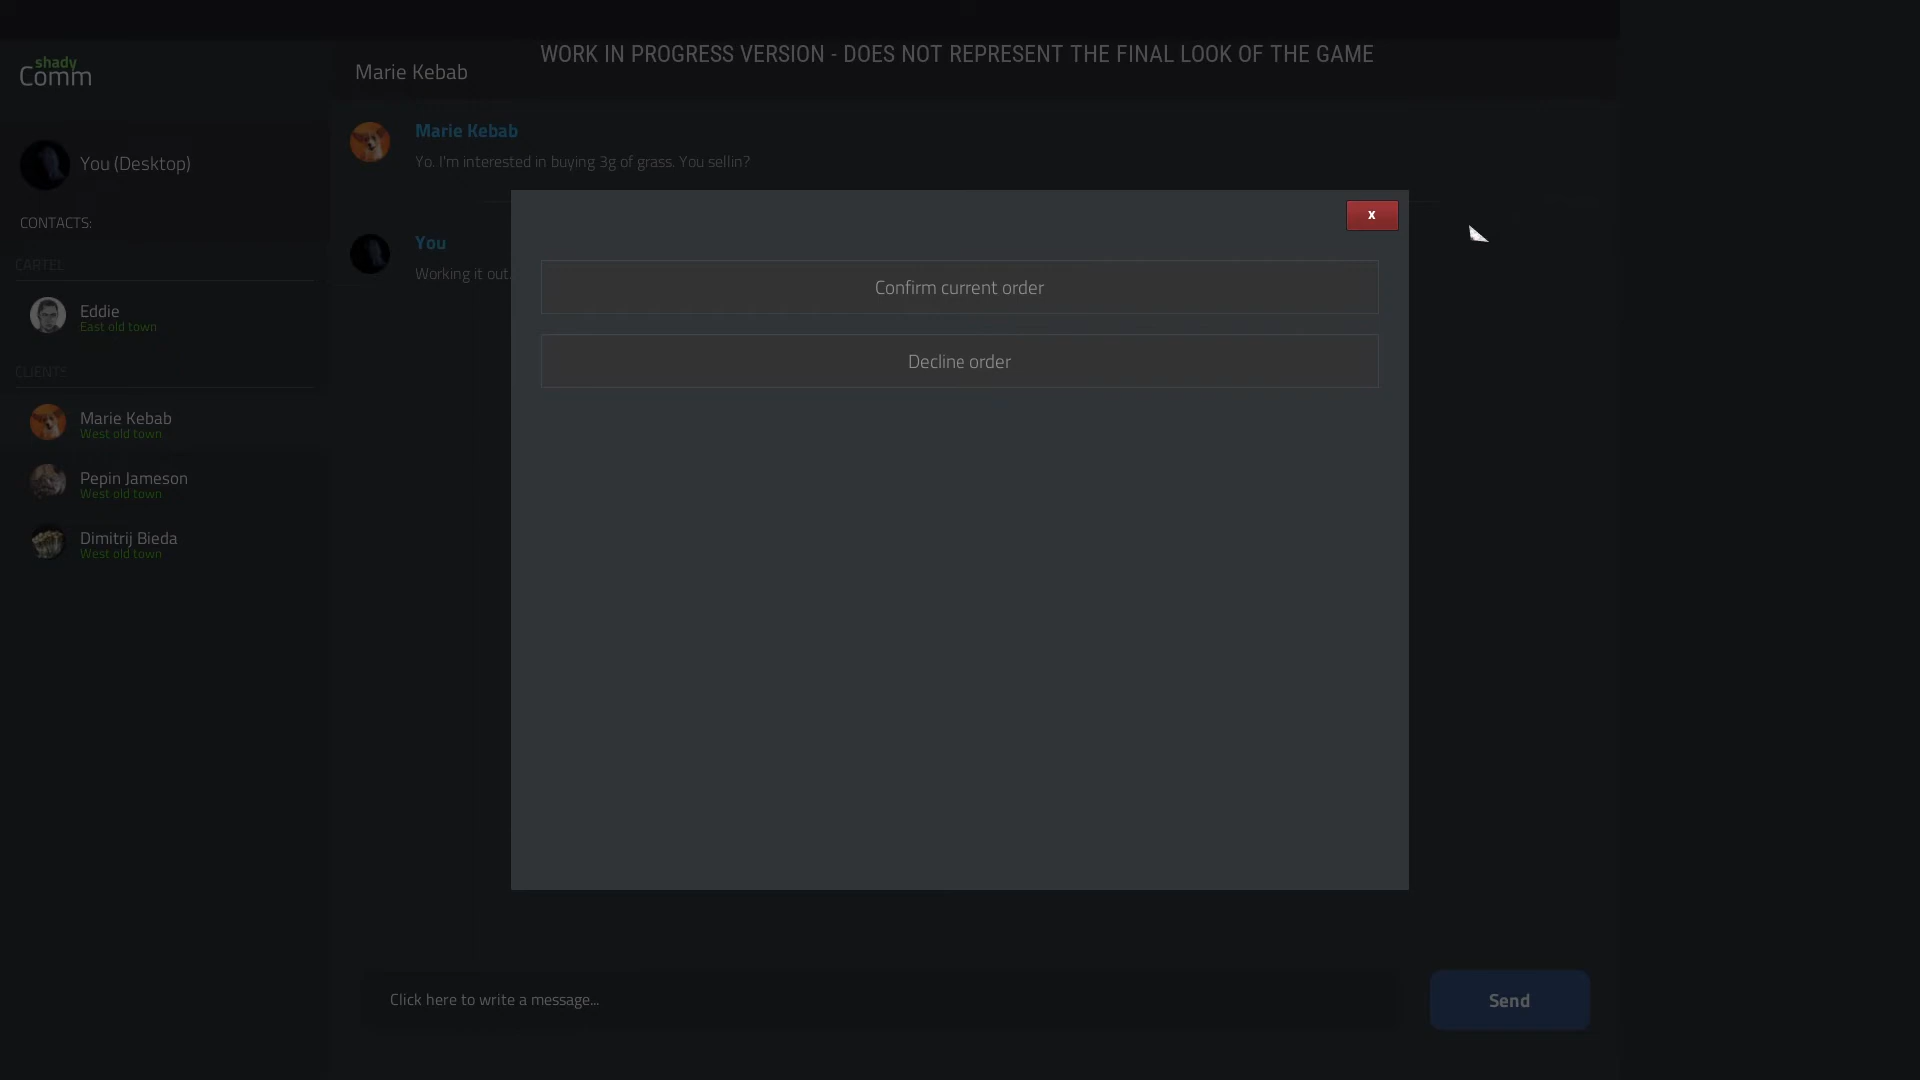 WORK IN PROGRESS VERSION - DOES NOT REPRESENT THE FINAL LOOK OF THE GAME
shady
Comm
Marie Kebab
You (Desktop)
CONTACTS:
CARTEL
Eddie
East old town
CLIENTS
Marie Kebab
West old town
Pepin Jameson
West old town
Dimitrij Bieda
West old town
Marie Kebab
Yo. I'm interested in buying 3g of grass. You sellin?
You
Working it out.
x
Confirm current order
Decline order
Click here to write a message...
Send